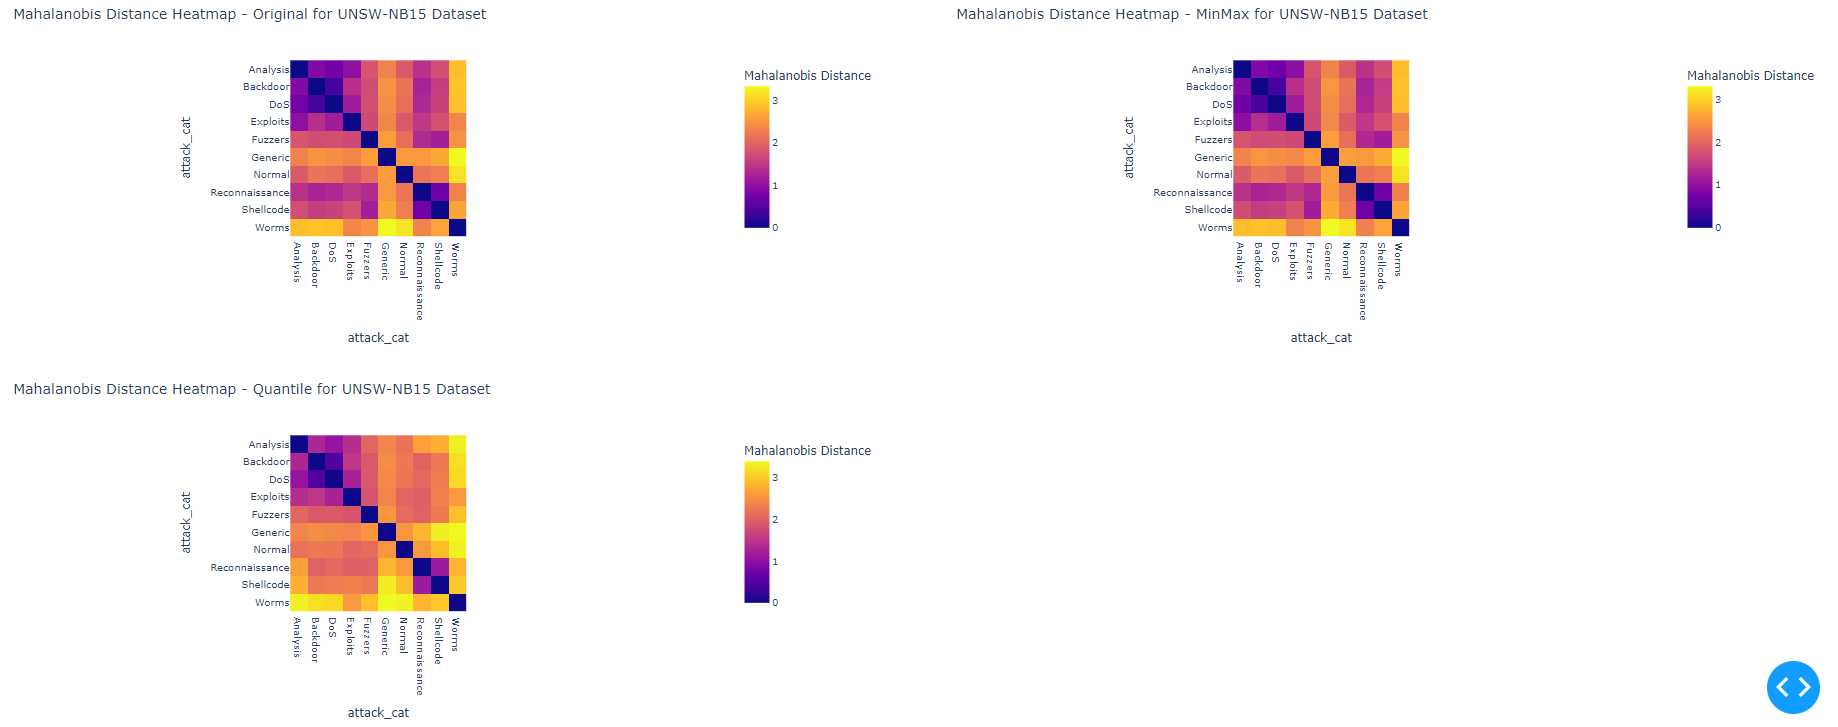 Mahalanobis Distance Heatmap - Original for UNSW-NB15 Dataset
Mahalanobis Distance
3
2
1
0
attack_cat
Analysis
Backdoor
DoS
Exploits
Fuzzers
Generic
Normal
Reconnaissance
Shellcode
Worms
Analysis
Backdoor
DoS
Exploits
Fuzzers
Generic
Normal
Reconnaissance
Shellcode
Worms
attack_cat
Mahalanobis Distance Heatmap - MinMax for UNSW-NB15 Dataset
Mahalanobis Distance
3
2
1
0
attack_cat
Analysis
Backdoor
DoS
Exploits
Fuzzers
Generic
Normal
Reconnaissance
Shellcode
Worms
Analysis
Backdoor
DoS
Exploits
Fuzzers
Generic
Normal
Reconnaissance
Shellcode
Worms
attack_cat
Mahalanobis Distance Heatmap - Quantile for UNSW-NB15 Dataset
Mahalanobis Distance
3
2
1
0
attack_cat
Analysis
Backdoor
DoS
Exploits
Fuzzers
Generic
Normal
Reconnaissance
Shellcode
Worms
Analysis
Backdoor
DoS
Exploits
Fuzzers
Generic
Normal
Reconnaissance
Shellcode
Worms
attack_cat